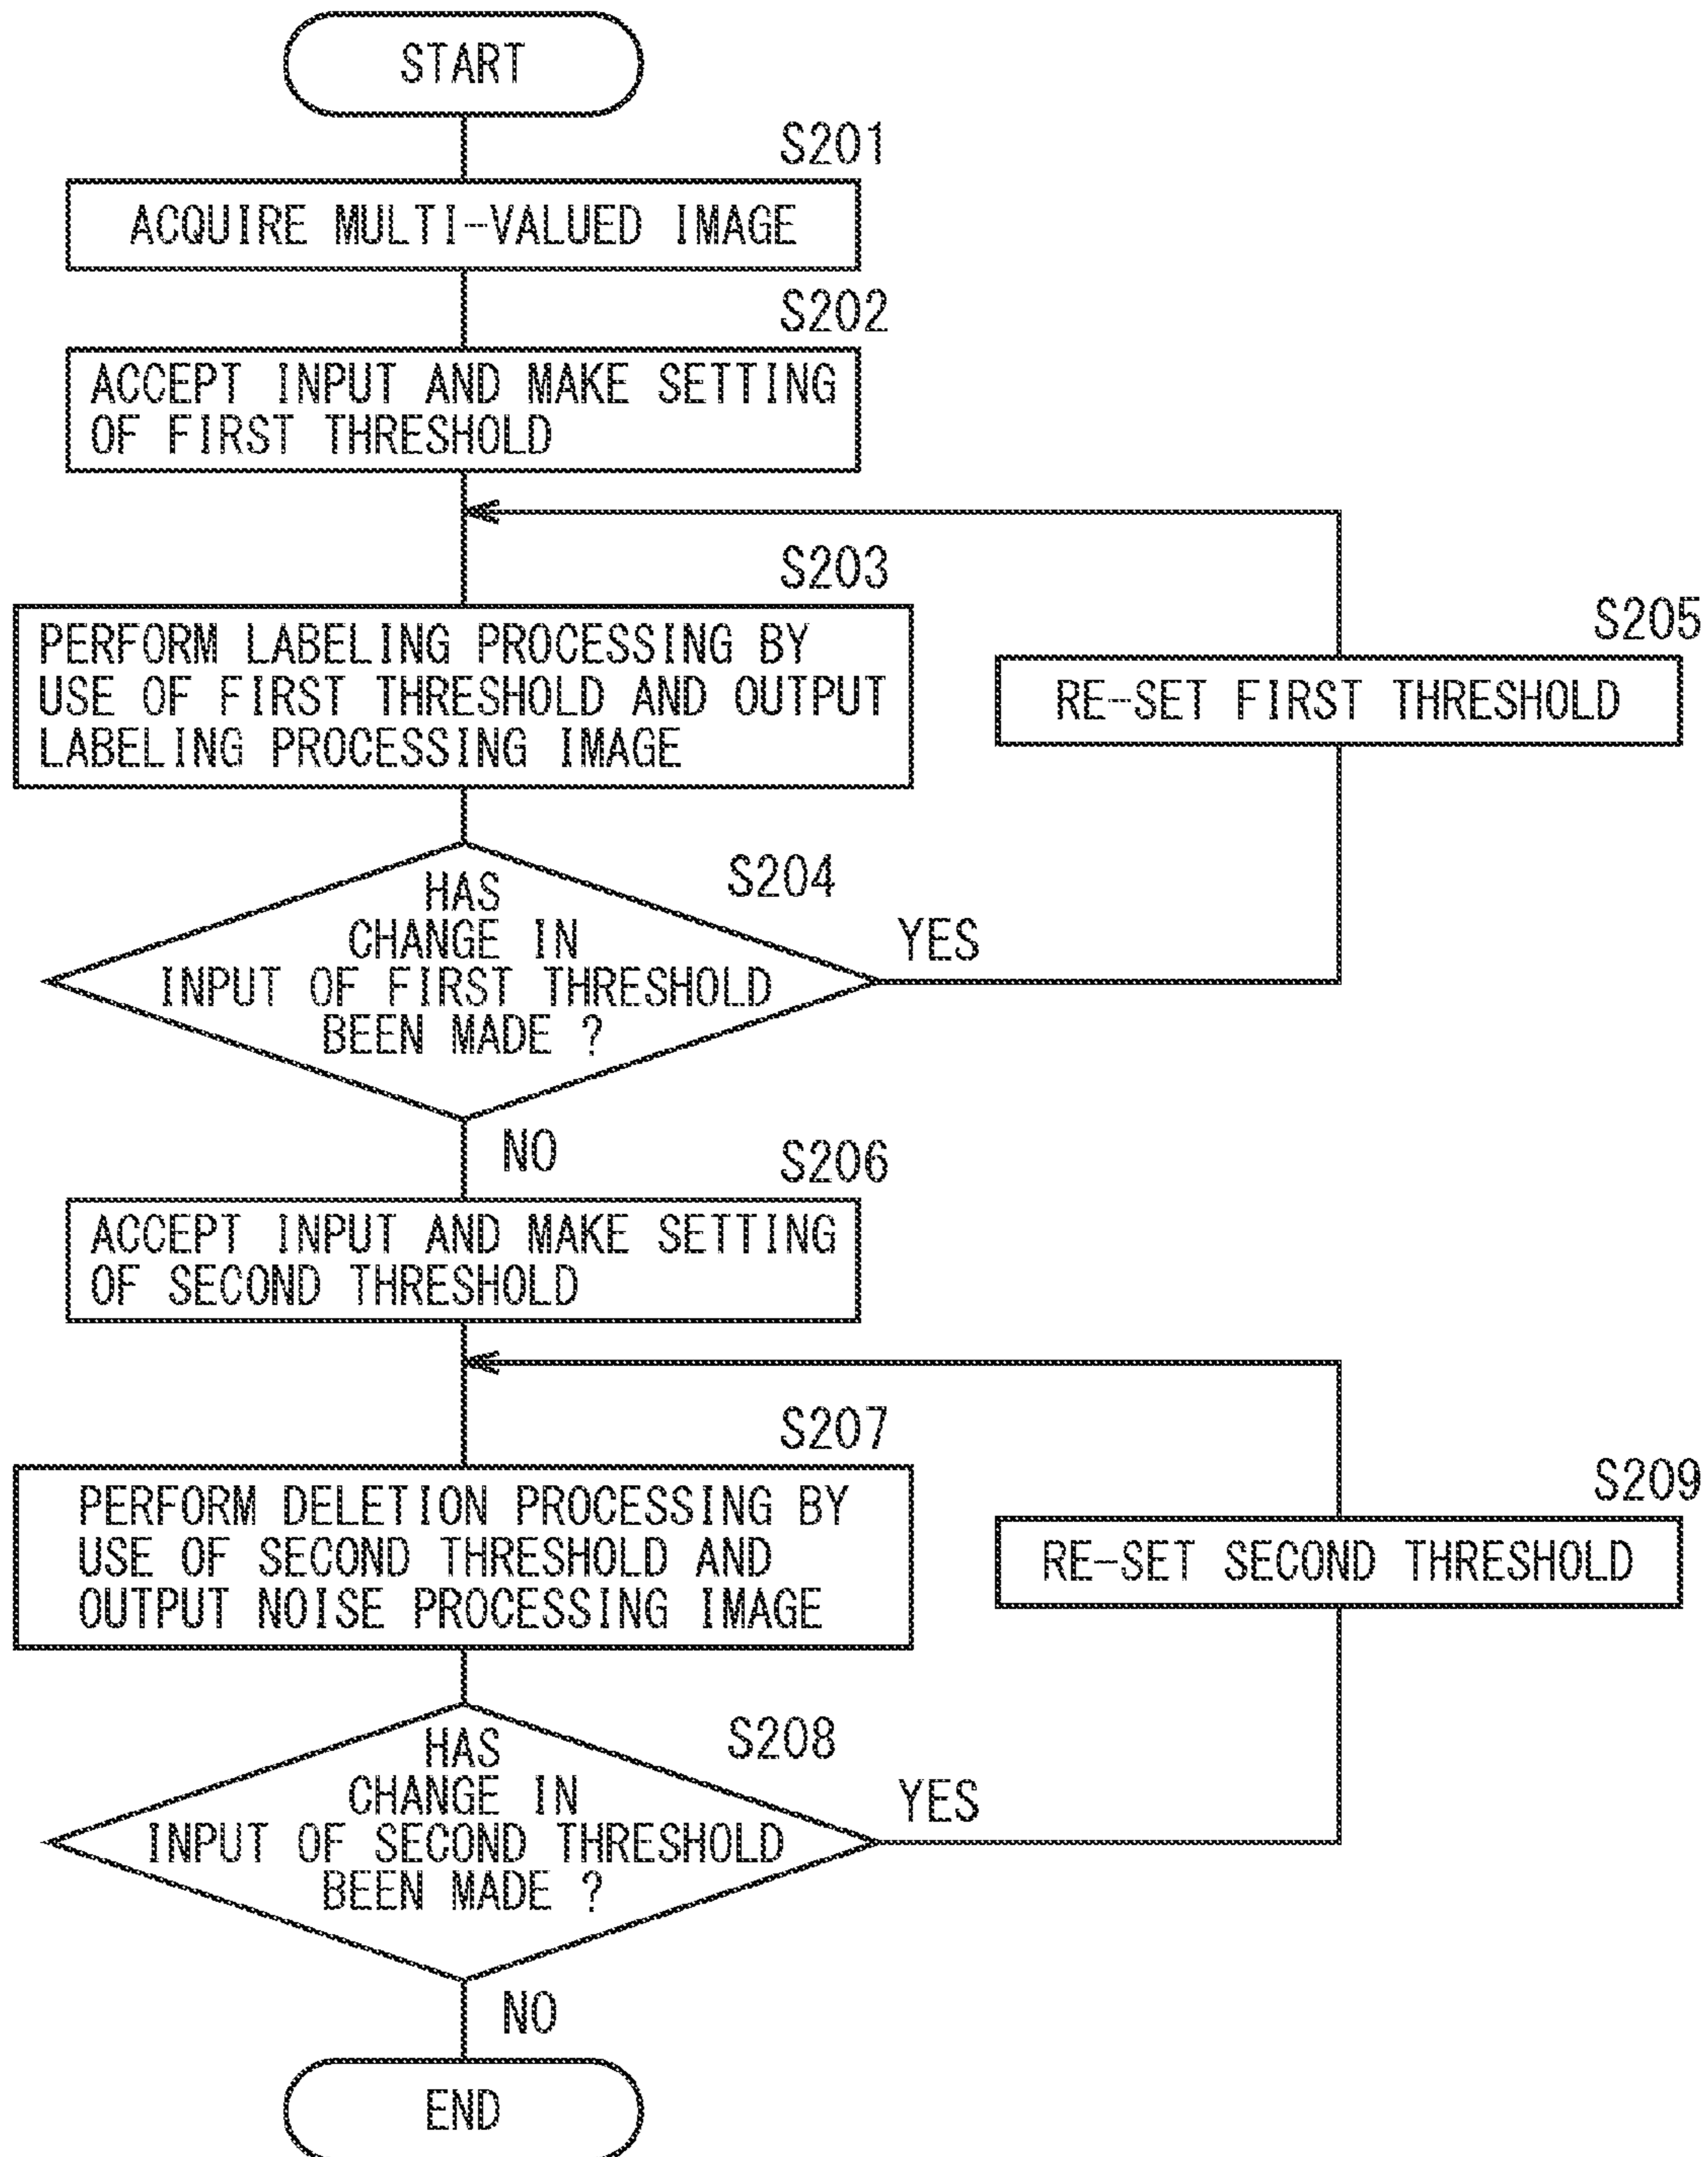 START
S201
ACQUIRE MULTI-VALUED IMAGE
S202
ACCEPT INPUT AND MAKE SETTING
OF FIRST THRESHOLD
S203
PERFORM LABELING PROCESSING BY
USE OF FIRST THRESHOLD AND OUTPUT
LABELING PROCESSING IMAGE
S205
RE-SET FIRST THRESHOLD
S204
HAS
CHANGE IN
INPUT OF FIRST THRESHOLD
BEEN MADE ?
YES
NO
S206
ACCEPT INPUT AND MAKE SETTING
OF SECOND THRESHOLD
S207
PERFORM DELETION PROCESSING BY
USE OF SECOND THRESHOLD AND
OUTPUT NOISE PROCESSING IMAGE
S209
RE-SET SECOND THRESHOLD
S208
HAS
CHANGE IN
INPUT OF SECOND THRESHOLD
BEEN MADE ?
YES
NO
END